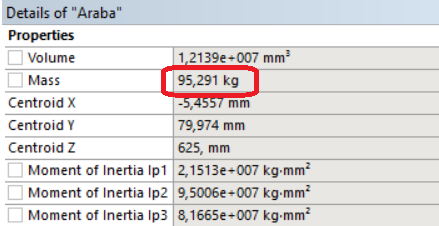 Details of "Araba"
Properties
Volume 1,2139e+007 mm³
Mass 95,291 kg
Centroid X -5,4557 mm
Centroid Y 79,974 mm
Centroid Z 625, mm
Moment of Inertia Ip1 2,1513e+007 kg·mm²
Moment of Inertia Ip2 9,5006e+007 kg·mm²
Moment of Inertia Ip3 8,1665e+007 kg·mm²